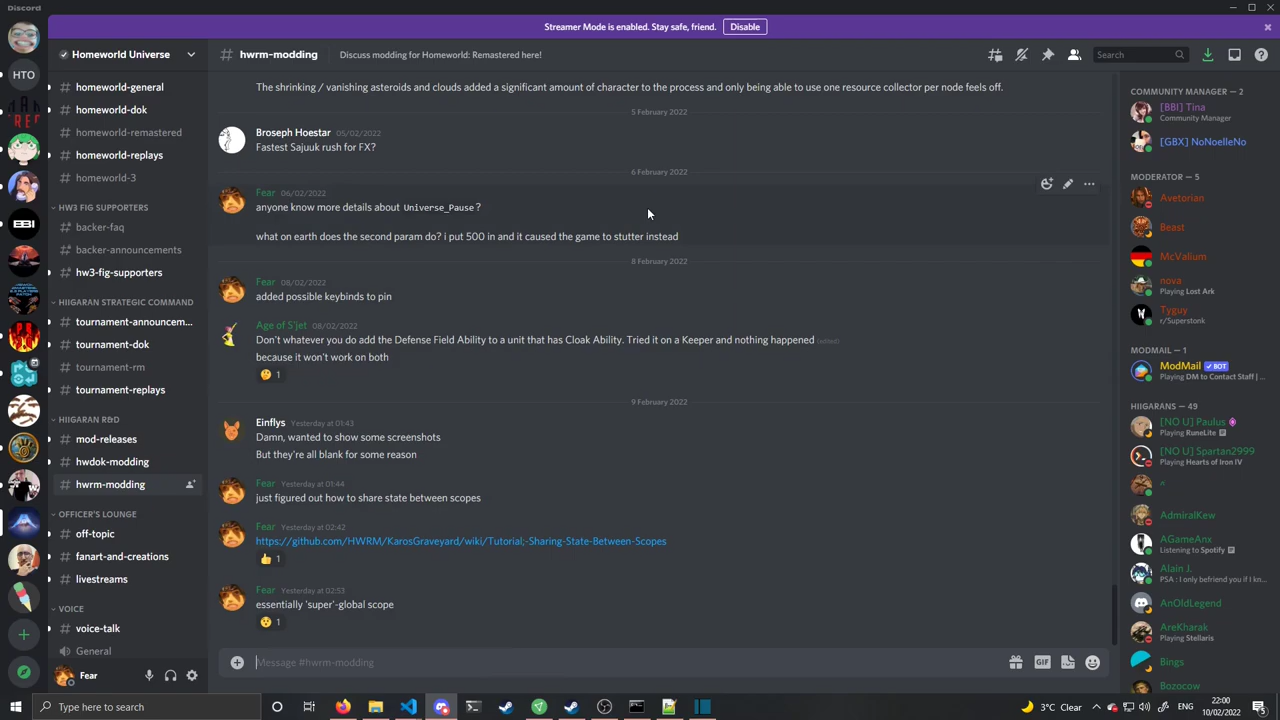 Discord
Streamer Mode is enabled. Stay safe, friend. Disable
Homeworld Universe
HTO
homeworld-general
homeworld-dok
homeworld-remastered
homeworld-replays
homeworld-3
HW3 FIG SUPPORTERS
backer-faq
backer-announcements
hw3-fig-supporters
HIIGARAN STRATEGIC COMMAND
tournament-announcem...
tournament-dok
tournament-rm
tournament-replays
HIIGARAN R&D
mod-releases
hwdok-modding
hwrm-modding
OFFICER'S LOUNGE
off-topic
fanart-and-creations
livestreams
VOICE
voice-talk
General
Fear
# hwrm-modding
Discuss modding for Homeworld: Remastered here!
Search
The shrinking / vanishing asteroids and clouds added a significant amount of character to the process and only being able to use one resource collector per node feels off.
5 February 2022
Broseph Hoestar 05/02/2022
Fastest Sajuuk rush for FX?
6 February 2022
Fear 06/02/2022
anyone know more details about Universe_Pause?
what on earth does the second param do? i put 500 in and it caused the game to stutter instead
8 February 2022
Fear 08/02/2022
added possible keybinds to pin
Age of S'jet 08/02/2022
Don't whatever you do add the Defense Field Ability to a unit that has Cloak Ability. Tried it on a Keeper and nothing happened (edited)
because it won't work on both
1
9 February 2022
Einflys Yesterday at 01:43
Damn, wanted to show some screenshots
But they're all blank for some reason
Fear Yesterday at 01:44
just figured out how to share state between scopes
Fear Yesterday at 02:42
https://github.com/HWRM/KarosGraveyard/wiki/Tutorial;-Sharing-State-Between-Scopes
1
Fear Yesterday at 02:53
essentially 'super'-global scope
1
Message #hwrm-modding
GIF
COMMUNITY MANAGER — 2
[BBI] Tina
Community Manager
[GBX] NoNoelleNo
MODERATOR — 5
Avetorian
Beast
McValium
nova
Playing Lost Ark
Tyguy
r/Superstonk
MODMAIL — 1
ModMail BOT
Playing DM to Contact Staff | ...
HIIGARANS — 49
[NO U] Paulus
Playing RuneLite
[NO U] Spartan2999
Playing Hearts of Iron IV
^
AdmiralKew
AGameAnx
Listening to Spotify
Alain J.
PSA : I only befriend you if I kn...
AnOldLegend
AreKharak
Playing Stellaris
Bings
Bozocow
Type here to search
3°C Clear
22:00
10/02/2022